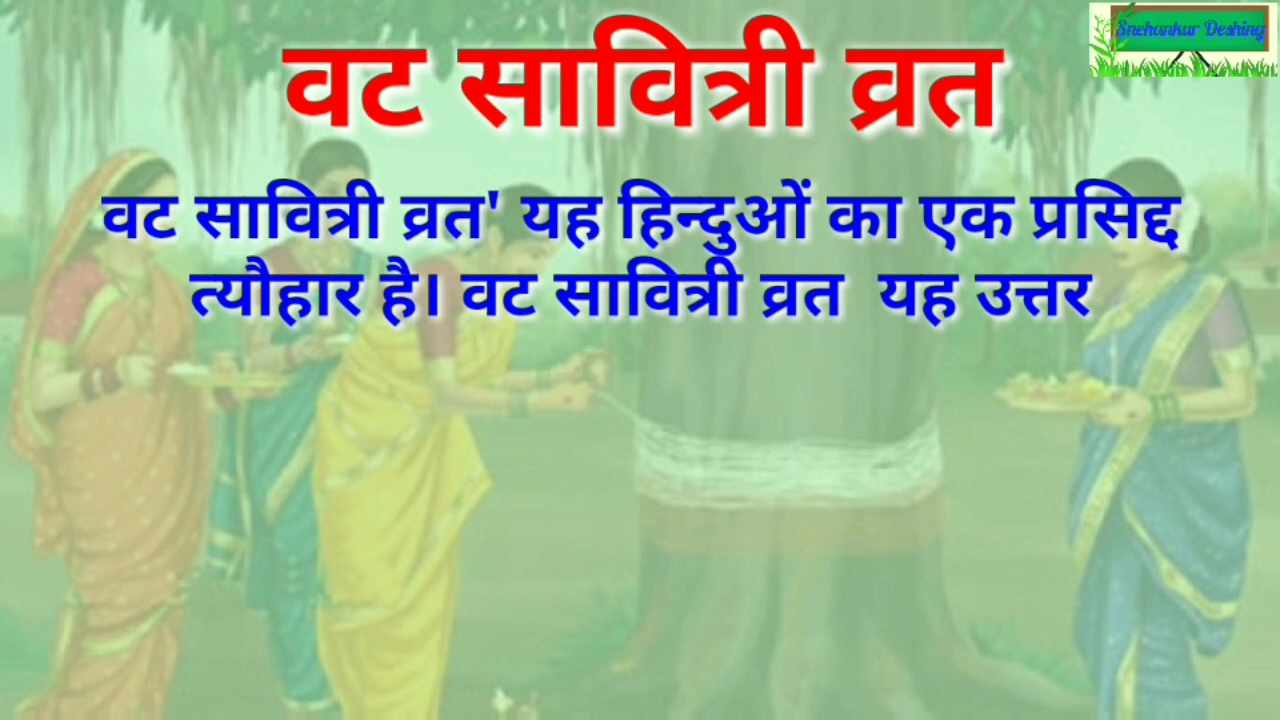 वट सावित्री व्रत
Snehankur Deshing
वट सावित्री व्रत' यह हिन्दुओं का एक प्रसिद्द
त्यौहार है। वट सावित्री व्रत यह उत्तर